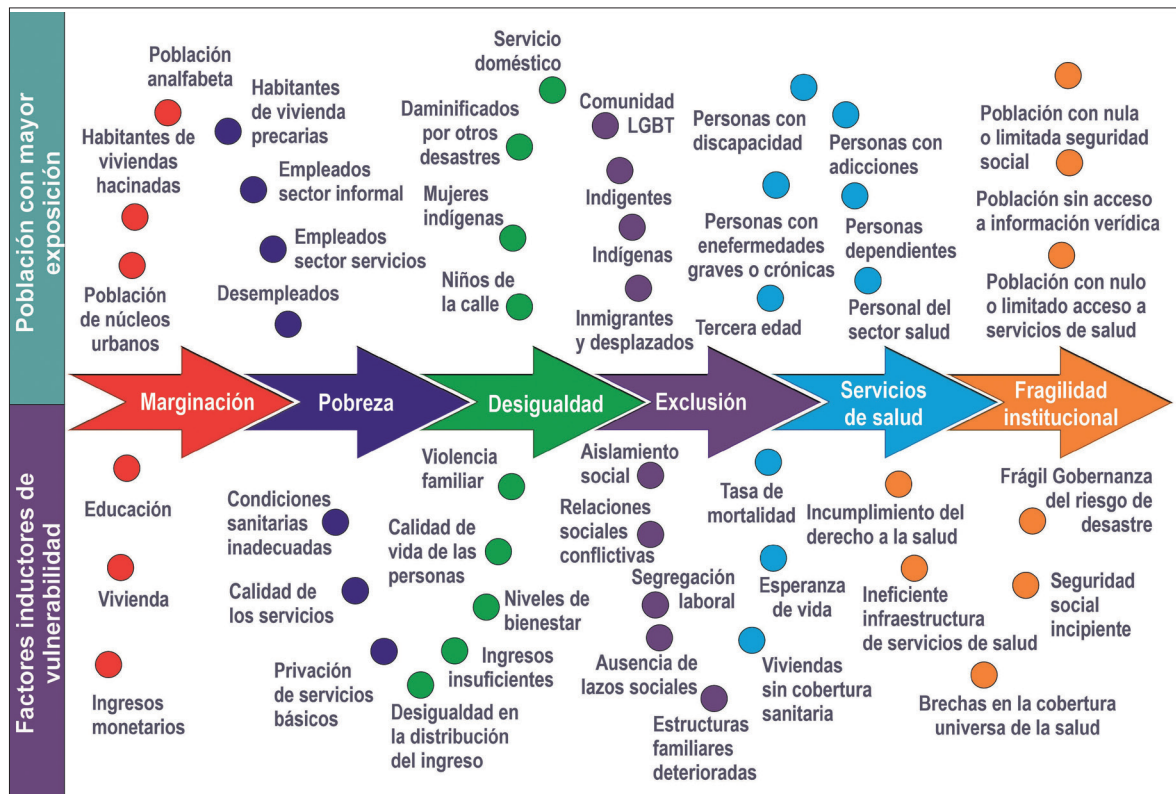 Población con mayor
exposición
Población
analfabeta
Habitantes de
viviendas
hacinadas
Población
de núcleos
urbanos
Habitantes
de vivienda
precarias
Empleados
sector informal
Empleados
sector servicios
Desempleados
Servicio
doméstico
Daminificados
por otros
desastres
Mujeres
indígenas
Niños de
la calle
Comunidad
LGBT
Indigentes
Indígenas
Inmigrantes
y desplazados
Personas con
discapacidad
Personas con
enefermedades
graves o crónicas
Tercera edad
Personas con
adicciones
Personas
dependientes
Personal del
sector salud
Población con nula
o limitada seguridad
social
Población sin acceso
a información verídica
Población con nulo
o limitado acceso a
servicios de salud
Marginación
Pobreza
Desigualdad
Exclusión
Servicios
de salud
Fragilidad
institucional
Factores inductores de
vulnerabilidad
Educación
Vivienda
Ingresos
monetarios
Condiciones
sanitarias
inadecuadas
Calidad de
los servicios
Privación
de servicios
básicos
Violencia
familiar
Calidad de
vida de las
personas
Niveles de
bienestar
Ingresos
insuficientes
Desigualdad en
la distribución
del ingreso
Aislamiento
social
Relaciones
sociales
conflictivas
Segregación
laboral
Ausencia de
lazos sociales
Estructuras
familiares
deterioradas
Tasa de
mortalidad
Esperanza
de vida
Viviendas
sin cobertura
sanitaria
Incumplimiento del
derecho a la salud
Ineficiente
infraestructura
de servicios de salud
Brechas en la cobertura
universa de la salud
Frágil Gobernanza
del riesgo de
desastre
Seguridad
social
incipiente